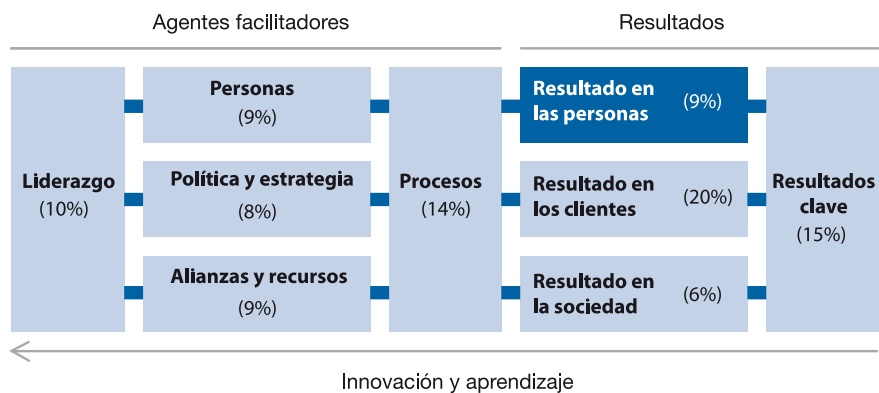 Agentes facilitadores
Resultados
Liderazgo
(10%)
Personas
(9%)
Política y estrategia
(8%)
Alianzas y recursos
(9%)
Procesos
(14%)
Resultado en
las personas
(9%)
Resultado en
los clientes
(20%)
Resultado en
la sociedad
(6%)
Resultados
clave
(15%)
Innovación y aprendizaje